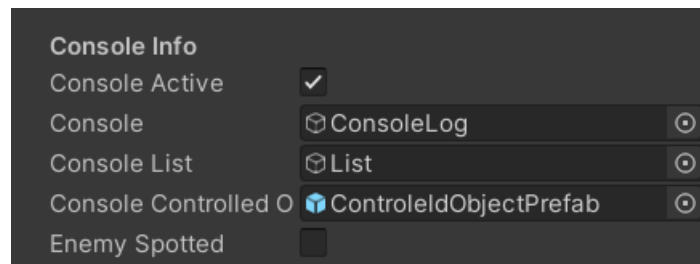 Console Info
Console Active
Console ConsoleLog
Console List List
Console Controlled O ControleldObjectPrefab
Enemy Spotted